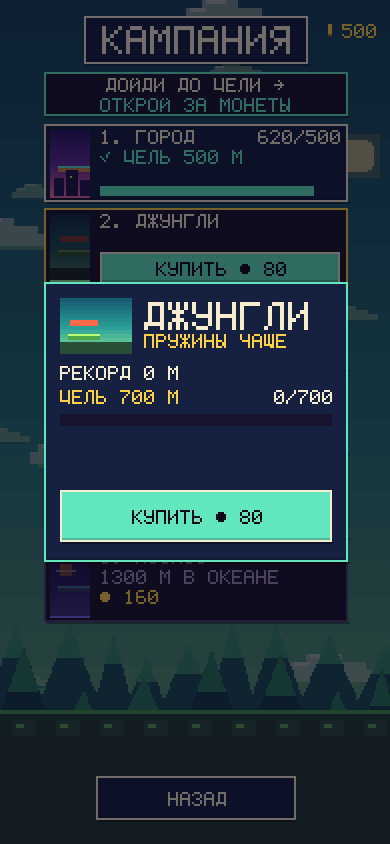 КАМПАНИЯ
500
ДОЙДИ ДО ЦЕЛИ →
ОТКРОЙ ЗА МОНЕТЫ
1. ГОРОД 620/500
✓ ЦЕЛЬ 500 М
2. ДЖУНГЛИ
КУПИТЬ ● 80
ДЖУНГЛИ
ПРУЖИНЫ ЧАЩЕ
РЕКОРД 0 М
ЦЕЛЬ 700 М 0/700
КУПИТЬ ● 80
1300 М В ОКЕАНЕ
● 160
НАЗАД